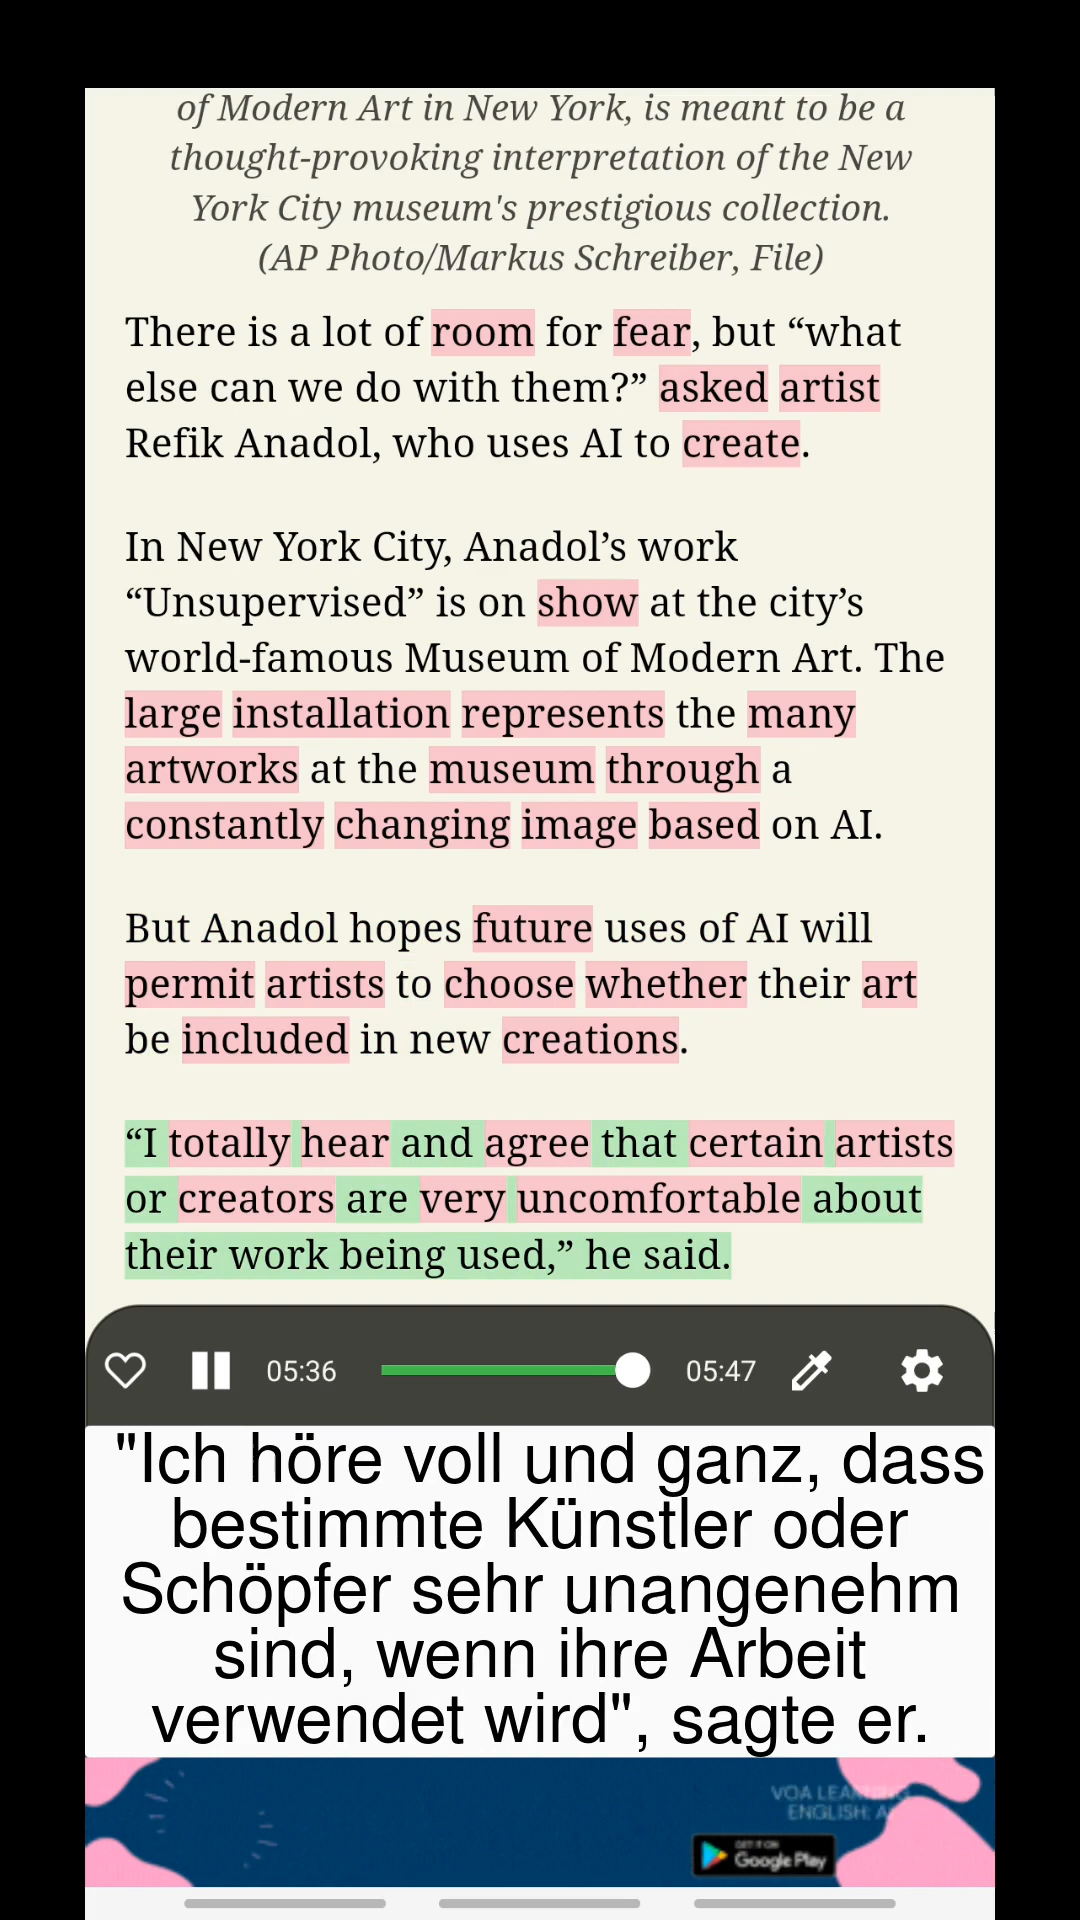 of Modern Art in New York, is meant to be a
thought-provoking interpretation of the New
York City museum's prestigious collection.
(AP Photo/Markus Schreiber, File)
There is a lot of room for fear, but “what
else can we do with them?” asked artist
Refik Anadol, who uses AI to create.
In New York City, Anadol’s work
“Unsupervised” is on show at the city’s
world-famous Museum of Modern Art. The
large installation represents the many
artworks at the museum through a
constantly changing image based on AI.
But Anadol hopes future uses of AI will
permit artists to choose whether their art
be included in new creations.
“I totally hear and agree that certain artists
or creators are very uncomfortable about
their work being used,” he said.
05:36 05:47
"Ich höre voll und ganz, dass
bestimmte Künstler oder
Schöpfer sehr unangenehm
sind, wenn ihre Arbeit
verwendet wird", sagte er.
VOA LEARNING
ENGLISH:
GET IT ON
Google Play